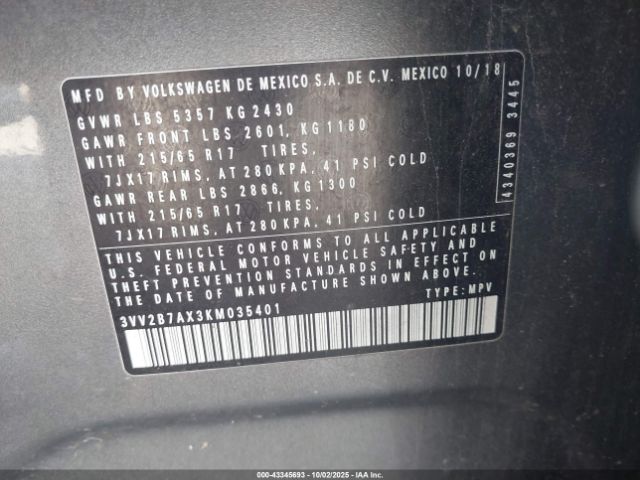 MFD BY VOLKSWAGEN DE MEXICO S.A. DE C.V. MEXICO 10/18
GVWR LBS 5357 KG 2430
GAWR FRONT LBS 2601, KG 1180
WITH 215/65 R17 TIRES,
7JX17 RIMS, AT 280 KPA, 41 PSI COLD
GAWR REAR LBS 2866, KG 1300
WITH 215/65 R17 TIRES,
7JX17 RIMS, AT 280 KPA, 41 PSI COLD
4340369 3445
THIS VEHICLE CONFORMS TO ALL APPLICABLE
U.S. FEDERAL MOTOR VEHICLE SAFETY AND
THEFT PREVENTION STANDARDS IN EFFECT ON
THE DATE OF MANUFACTURE SHOWN ABOVE.
3VV2B7AX3KM035401 TYPE: MPV
000-43345693 | 10/02/2025 | IAAI.com